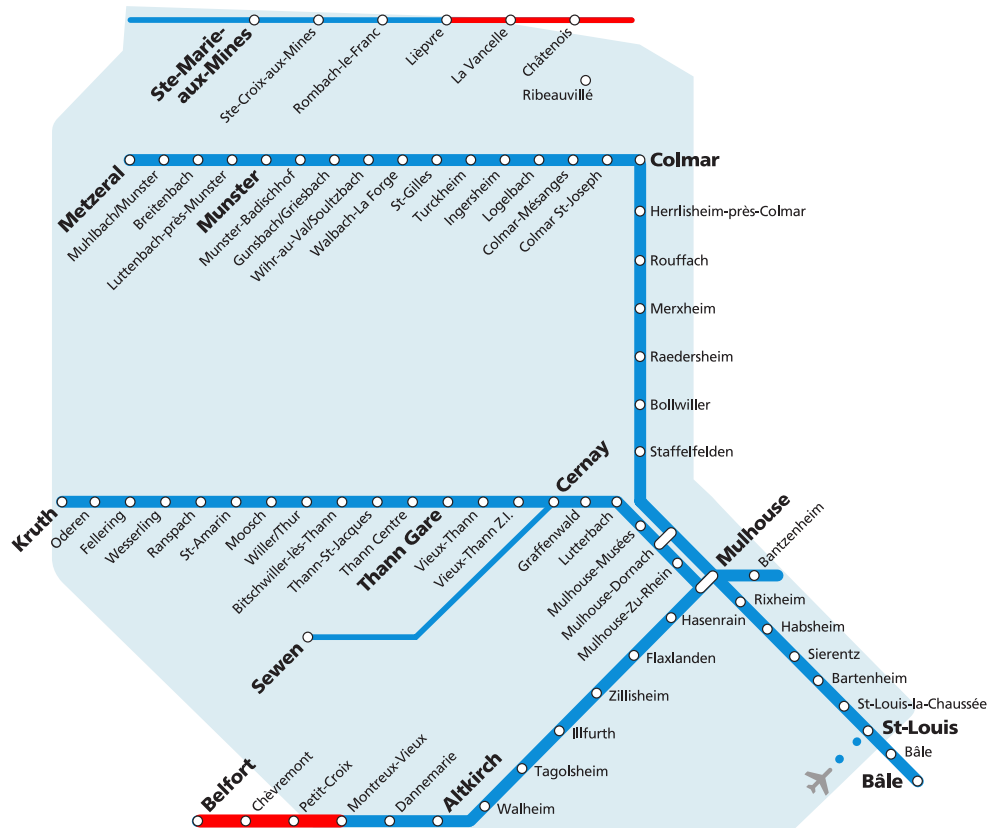 Ste-Marie-
aux-Mines
Ste-Croix-aux-Mines
Rombach-le-Franc
Lièpvre
La Vancelle
Châtenois
Ribeauvillé
Metzeral
Muhlbach/Munster
Breitenbach
Luttenbach-près-Munster
Munster
Munster-Badischhof
Gunsbach/Griesbach
Wihr-au-Val/Soultzbach
Walbach-La Forge
St-Gilles
Turckheim
Ingersheim
Logelbach
Colmar-Mésanges
Colmar St-Joseph
Colmar
Herrlisheim-près-Colmar
Rouffach
Merxheim
Raedersheim
Bollwiller
Staffelfelden
Kruth
Oderen
Fellering
Wesserling
Ranspach
St-Amarin
Moosch
Willer/Thur
Bitschwiller-lès-Thann
Thann-St-Jacques
Thann Centre
Thann Gare
Vieux-Thann
Vieux-Thann Z.I.
Cernay
Graffenwald
Lutterbach
Mulhouse-Musées
Mulhouse-Dornach
Mulhouse-Zu-Rhein
Mulhouse
Bantzenheim
Rixheim
Habsheim
Sierentz
Bartenheim
St-Louis-la-Chaussée
St-Louis
Bâle
Bâle
Hasenrain
Flaxlanden
Zillisheim
Illfurth
Tagolsheim
Walheim
Sewen
Belfort
Chèvremont
Petit-Croix
Montreux-Vieux
Dannemarie
Altkirch